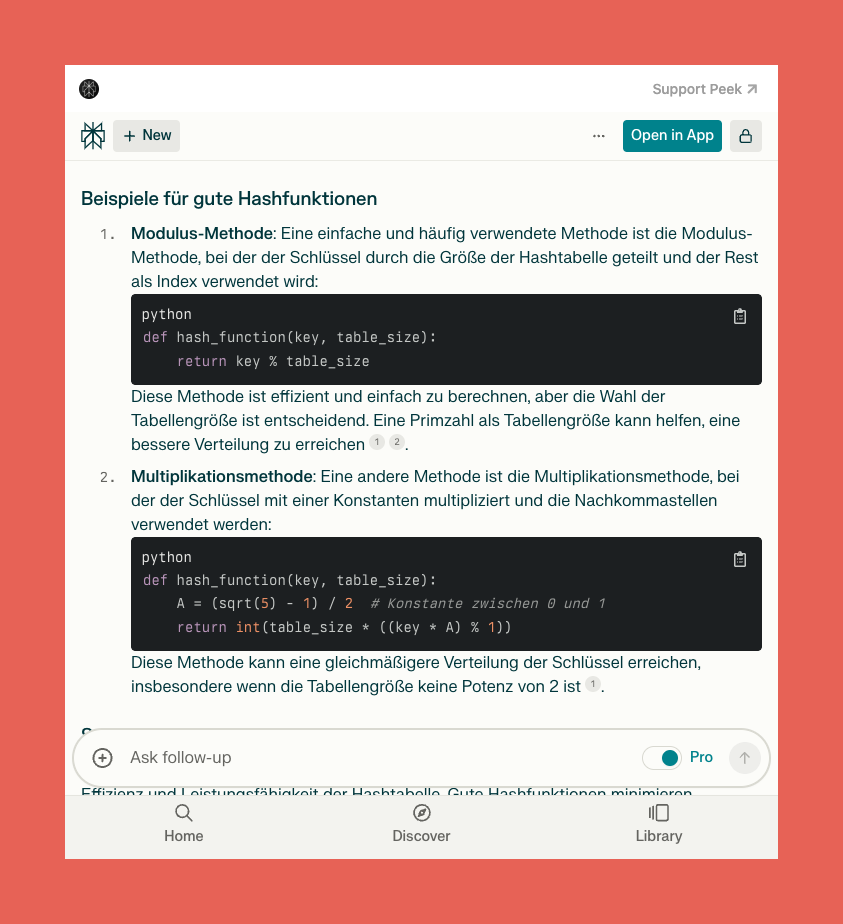 Support Peek
New
Open in App
Beispiele für gute Hashfunktionen
1. Modulus-Methode: Eine einfache und häufig verwendete Methode ist die Modulus-
Methode, bei der der Schlüssel durch die Größe der Hashtabelle geteilt und der Rest
als Index verwendet wird:
python
def hash_function(key, table_size):
    return key % table_size
Diese Methode ist effizient und einfach zu berechnen, aber die Wahl der
Tabellengröße ist entscheidend. Eine Primzahl als Tabellengröße kann helfen, eine
bessere Verteilung zu erreichen 1 2.
2. Multiplikationsmethode: Eine andere Methode ist die Multiplikationsmethode, bei
der der Schlüssel mit einer Konstanten multipliziert und die Nachkommastellen
verwendet werden:
python
def hash_function(key, table_size):
    A = (sqrt(5) - 1) / 2  # Konstante zwischen 0 und 1
    return int(table_size * ((key * A) % 1))
Diese Methode kann eine gleichmäßigere Verteilung der Schlüssel erreichen,
insbesondere wenn die Tabellengröße keine Potenz von 2 ist 1.
Ask follow-up
Pro
Effizienz und Leistungsfähigkeit der Hashtabelle. Gute Hashfunktionen minimieren
Home
Discover
Library